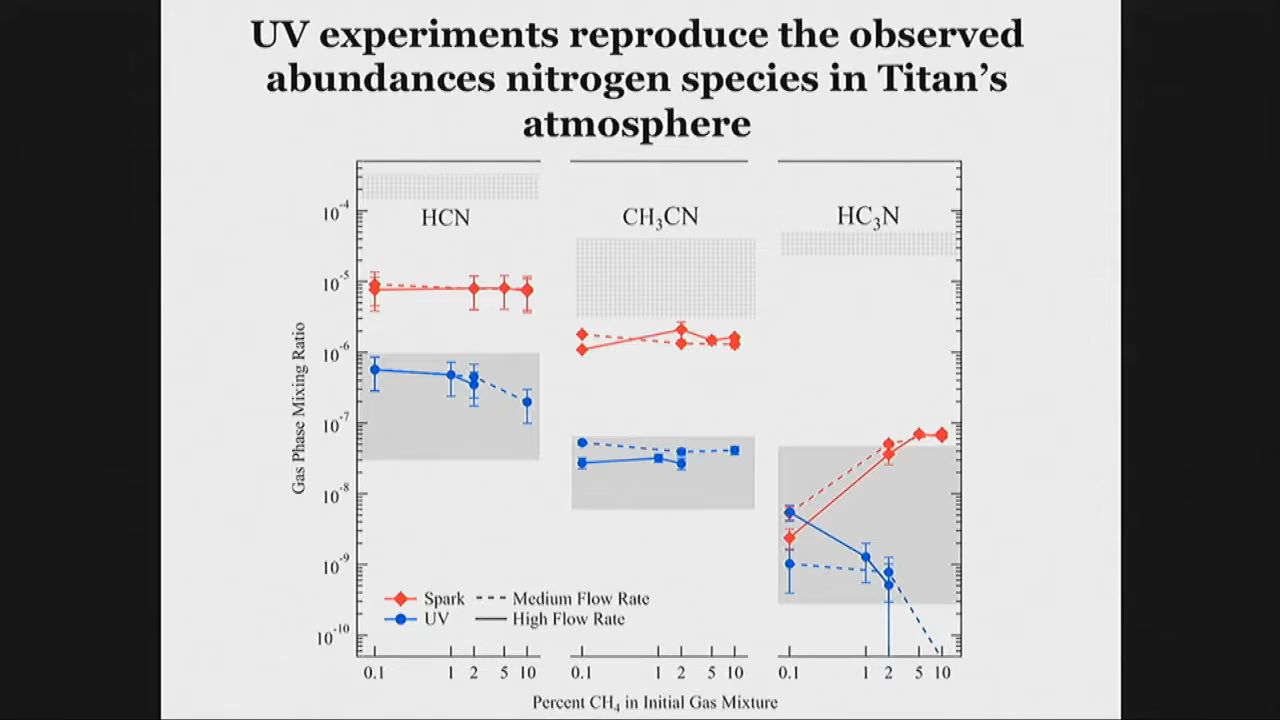 UV experiments reproduce the observed
abundances nitrogen species in Titan's
atmosphere
HCN
CH₃CN
HC₃N
Gas Phase Mixing Ratio
10⁻⁴
10⁻⁵
10⁻⁶
10⁻⁷
10⁻⁸
10⁻⁹
10⁻¹⁰
Spark
Medium Flow Rate
UV
High Flow Rate
0.1 1 2 5 10
0.1 1 2 5 10
0.1 1 2 5 10
Percent CH₄ in Initial Gas Mixture